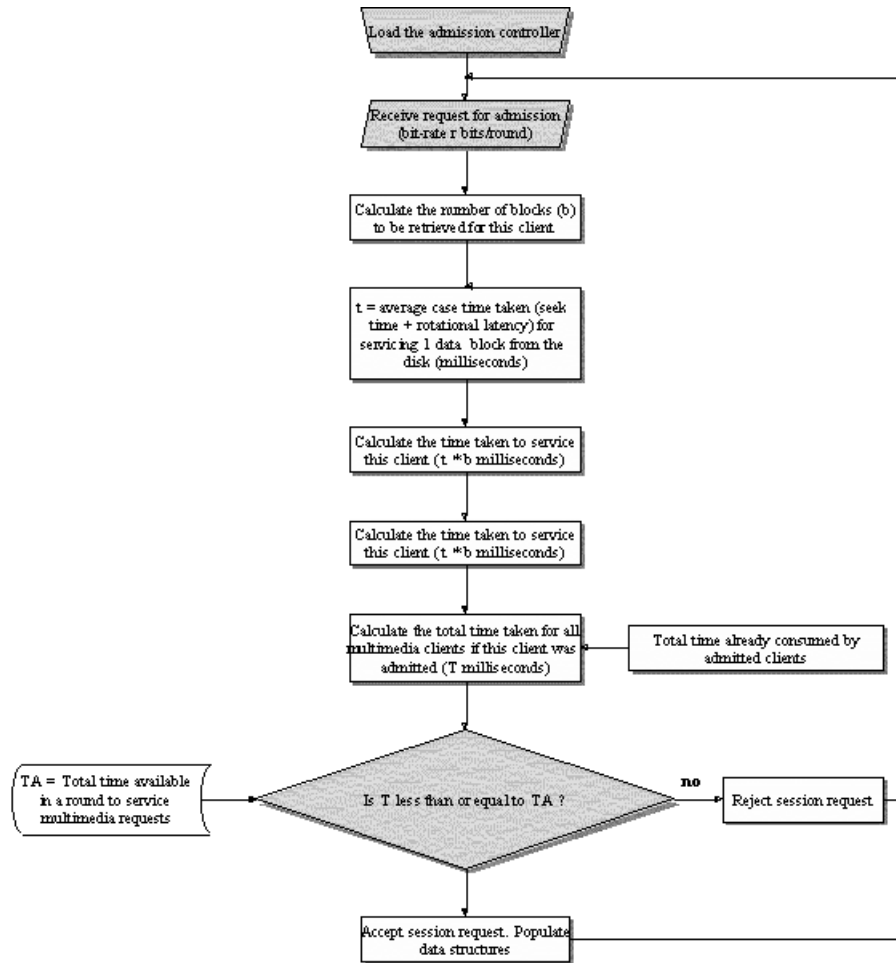 Load the admission controller
Receive request for admission
(bit-rate r bits/round)
Calculate the number of blocks (b)
to be retrieved for this client
t = average case time taken (seek
time + rotational latency) for
servicing 1 data block from the
disk (milliseconds)
Calculate the time taken to service
this client (t * b milliseconds)
Calculate the time taken to service
this client (t * b milliseconds)
Calculate the total time taken for all
multimedia clients if this client was
admitted (T milliseconds)
Total time already consumed by
admitted clients
TA = Total time available
in a round to service
multimedia requests
Is T less than or equal to TA ?
no
Reject session request
Accept session request. Populate
data structures